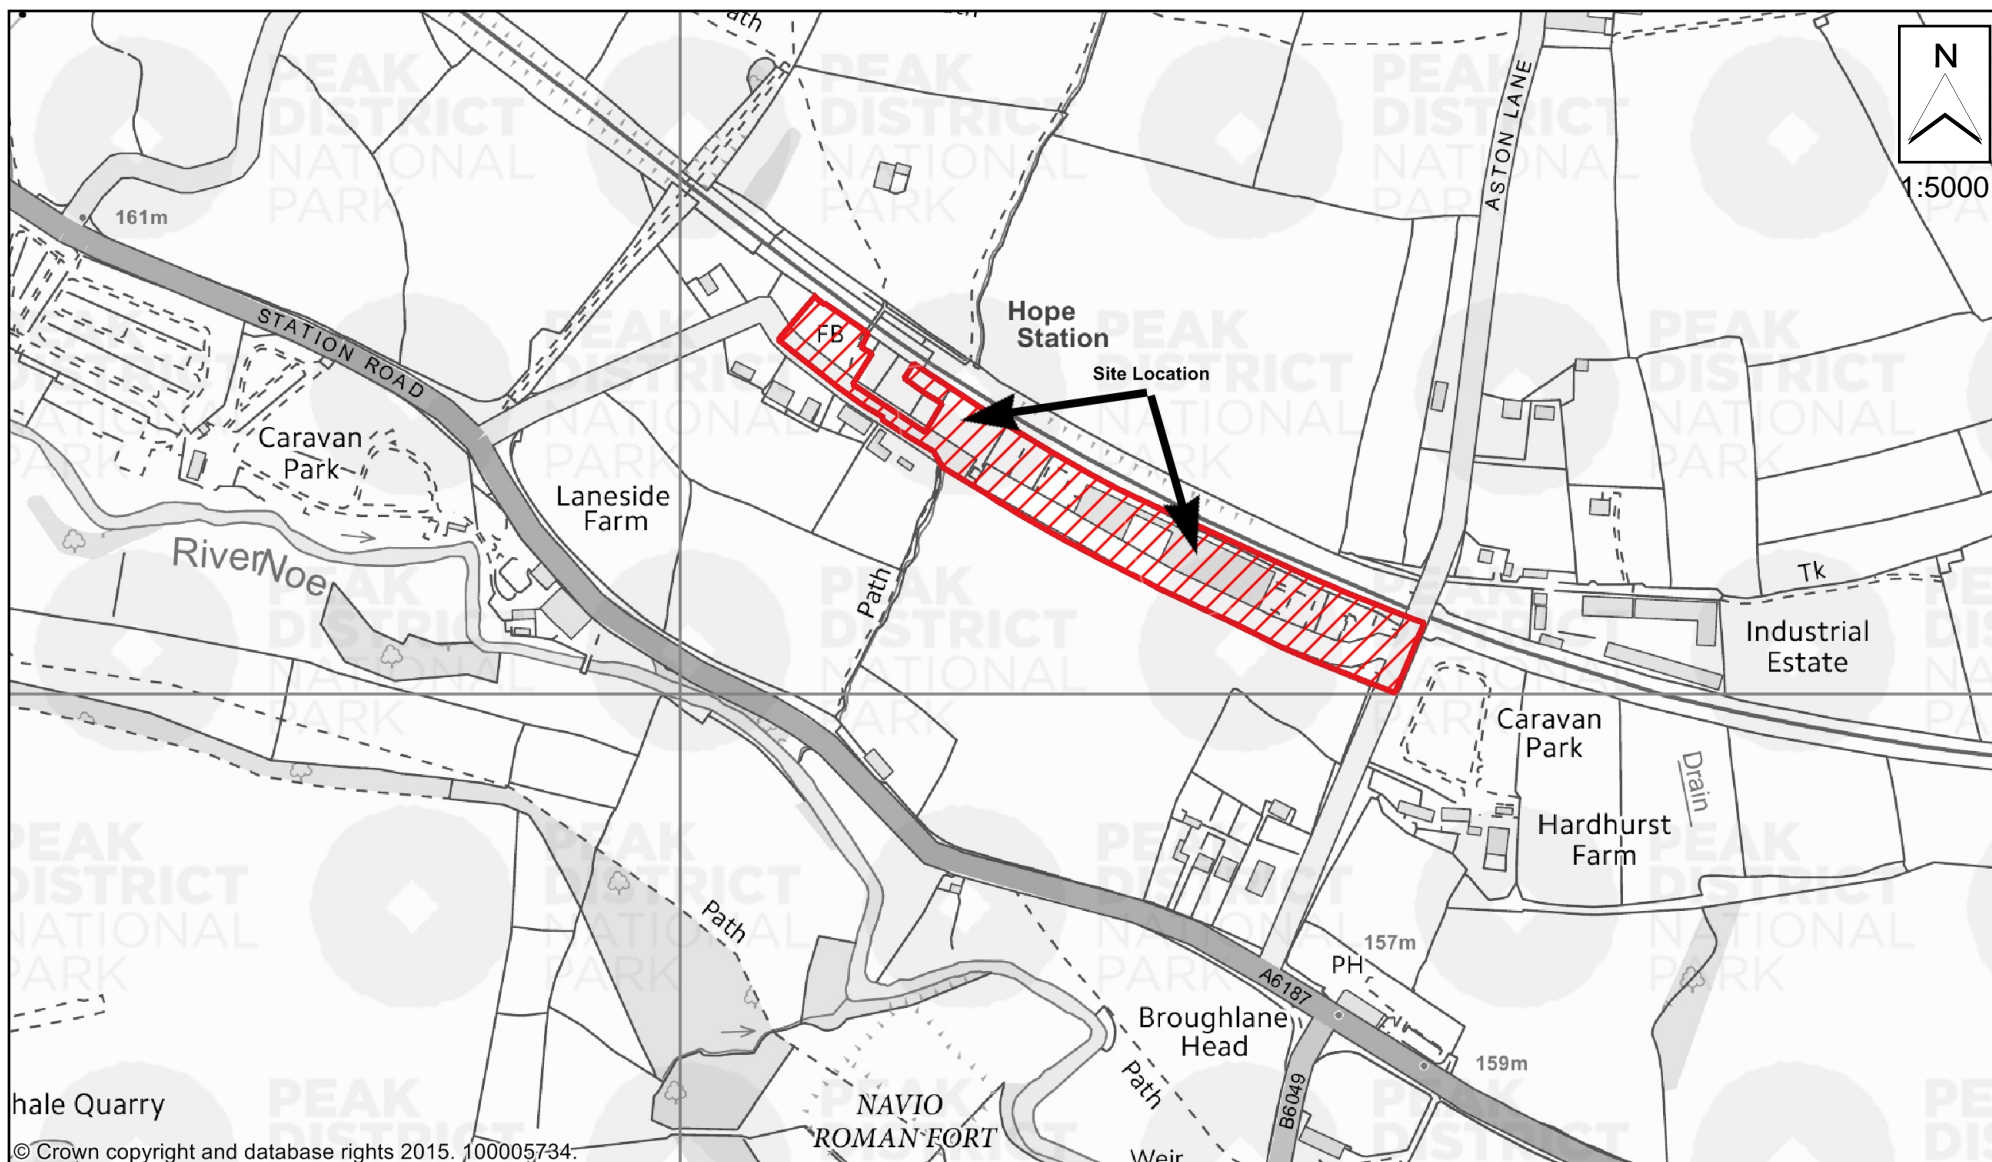 ath
ath
N
1:5000
ASTON LANE
161m
STATION ROAD
FB
Hope
Station
Site Location
Caravan
Park
Laneside
Farm
River Noe
Path
Tk
Industrial
Estate
Caravan
Park
Drain
Hardhurst
Farm
Path
157m
PH
A6187
Broughlane
Head
159m
Path
B6049
hale Quarry
NAVIO
ROMAN FORT
Weir
© Crown copyright and database rights 2015. 100005734.
PEAK
DISTRICT
NATIONAL
PARK